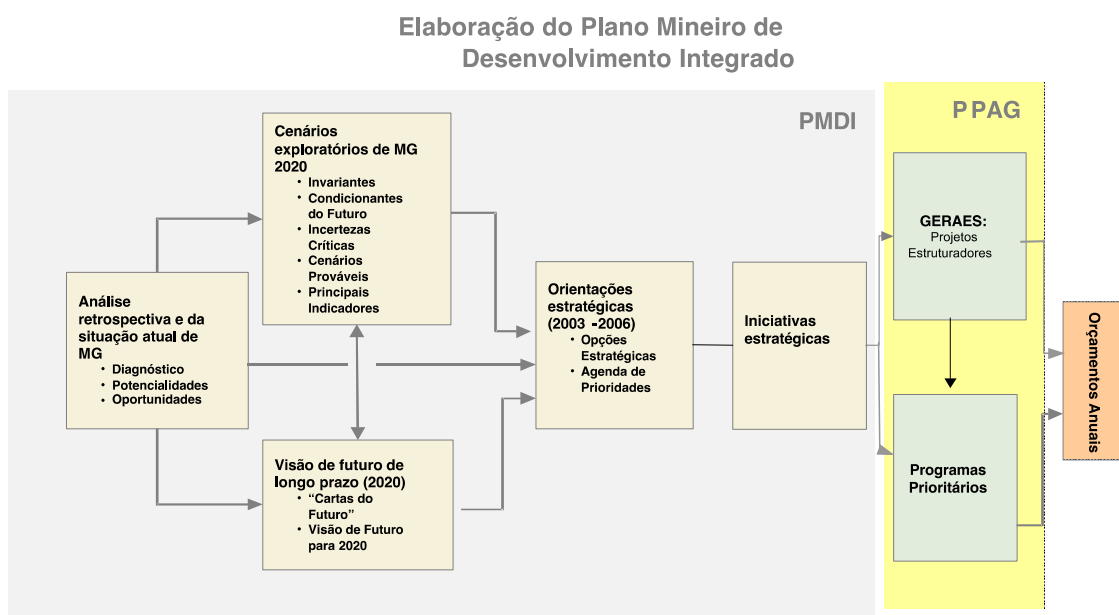 Elaboração do Plano Mineiro de
Desenvolvimento Integrado
PMDI
PPAG
Análise
retrospectiva e da
situação atual de
MG
• Diagnóstico
• Potencialidades
• Oportunidades
Cenários
exploratórios de MG
2020
• Invariantes
• Condicionantes
do Futuro
• Incertezas
Críticas
• Cenários
Prováveis
• Principais
Indicadores
Visão de futuro de
longo prazo (2020)
• “Cartas do
Futuro”
• Visão de Futuro
para 2020
Orientações
estratégicas
(2003 -2006)
• Opções
Estratégicas
• Agenda de
Prioridades
Iniciativas
estratégicas
GERAES:
Projetos
Estruturadores
Programas
Prioritários
Orçamentos Anuais